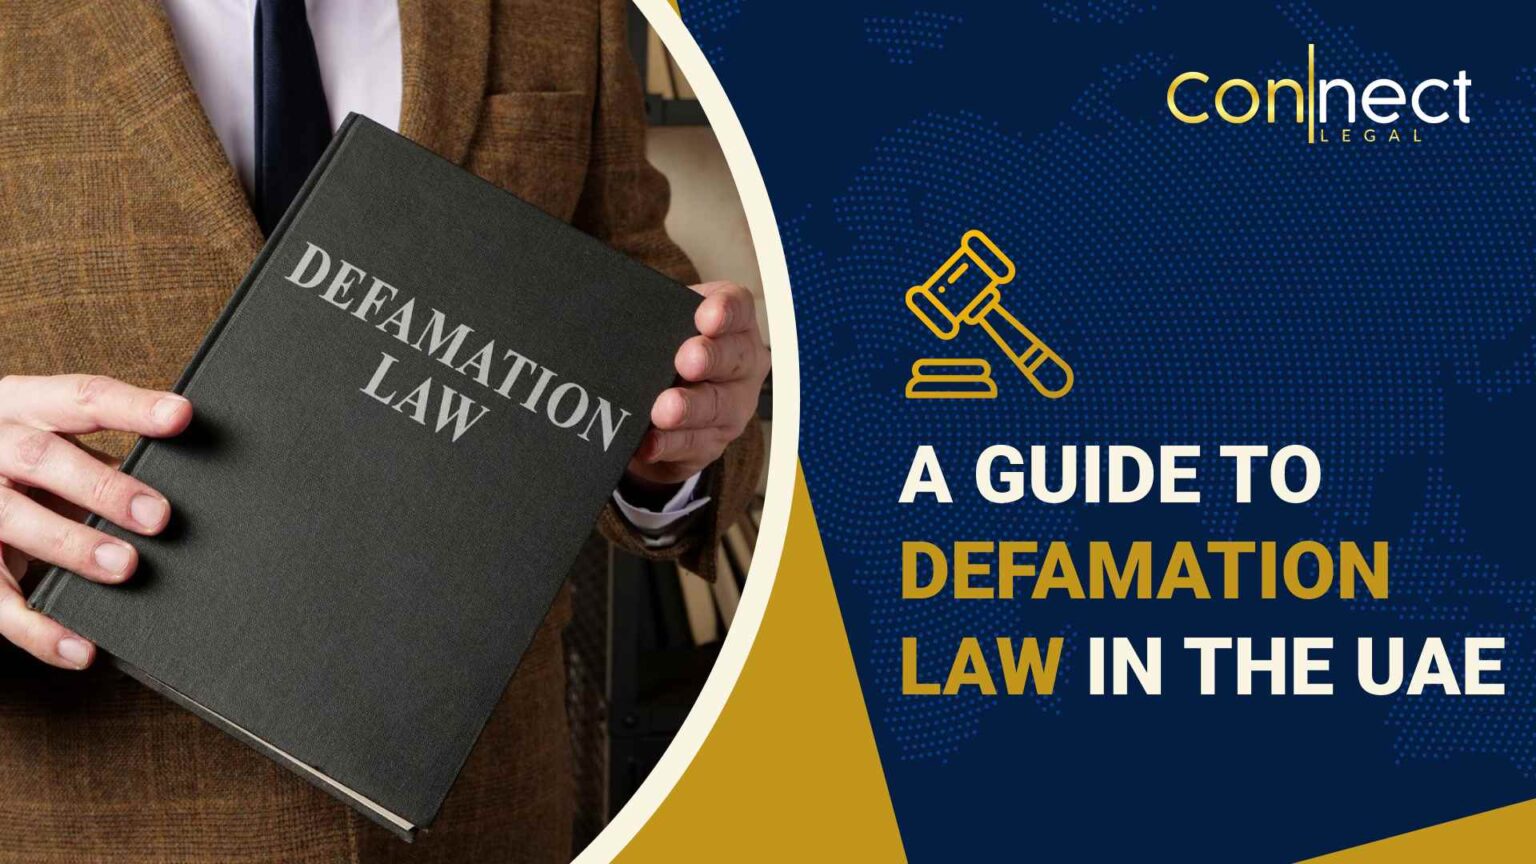 DEFAMATION
LAW
Connect
LEGAL
A GUIDE TO
DEFAMATION
LAW IN THE UAE